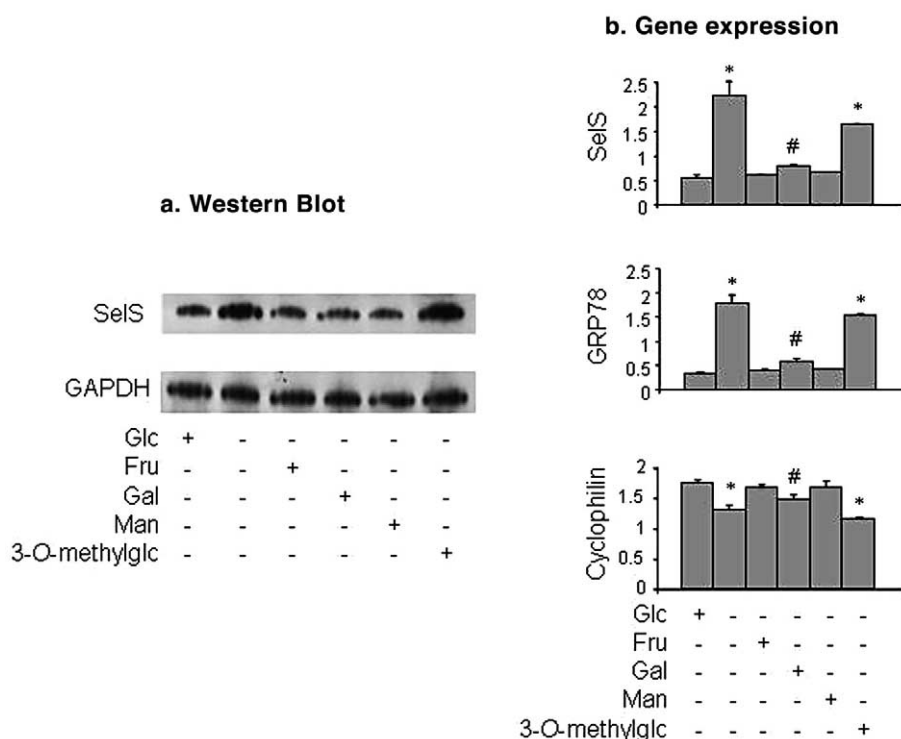 a. Western Blot
SelS
GAPDH
Glc + - - - - -
Fru - - + - - -
Gal - - - + - -
Man - - - - + -
3-O-methylglc - - - - - +
b. Gene expression
SelS
2.5
2
1.5
1
0.5
0
* # *
GRP78
2.5
2
1.5
1
0.5
0
* # *
Cyclophilin
2
1.5
1
0.5
0
* # *
Glc + - - - - -
Fru - - + - - -
Gal - - - + - -
Man - - - - + -
3-O-methylglc - - - - - +